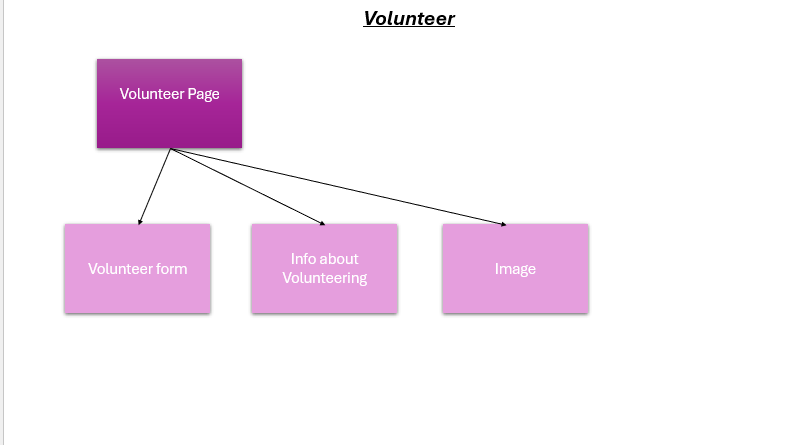 Volunteer
Volunteer Page
Volunteer form
Info about
Volunteering
Image